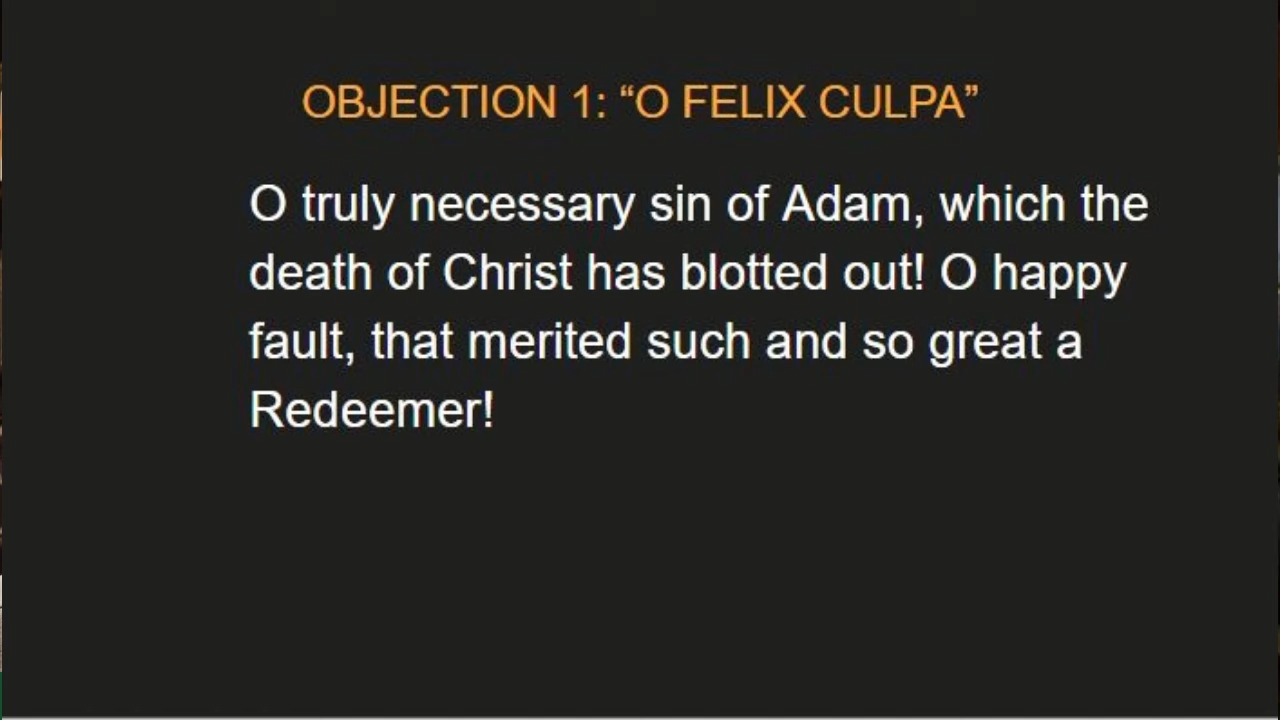 OBJECTION 1: “O FELIX CULPA”
O truly necessary sin of Adam, which the
death of Christ has blotted out! O happy
fault, that merited such and so great a
Redeemer!